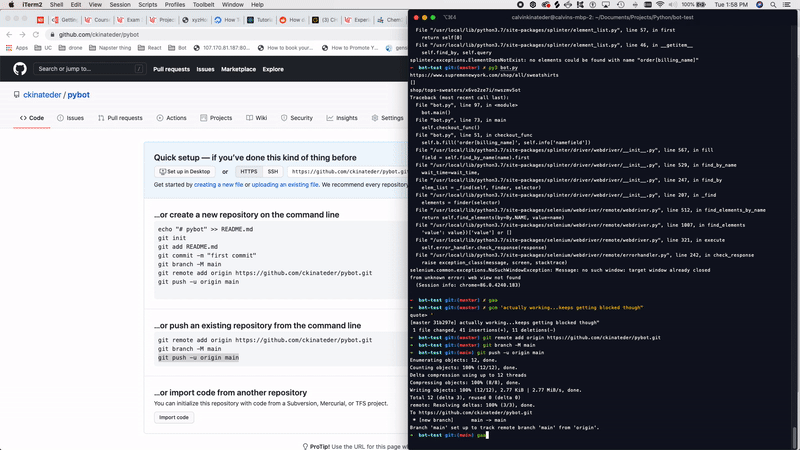 iTerm2 Shell Edit View Session Scripts Profiles Toolbelt Window Help
100%
Tue 1:58 PM
github.com/ckinateder/pybot
Apps drone Napster thing React Bot 107.170.81.187:80... How to book your... How to Promote Y...
Search or jump to...
Pull requests Issues Marketplace Explore
ckinateder / pybot
Code Issues Pull requests Actions Projects Wiki Security Insights Settings
Quick setup — if you've done this kind of thing before
Set up in Desktop or HTTPS SSH https://github.com/ckinateder/pybot.git
Get started by creating a new file or uploading an existing file. We recommend every repository
...or create a new repository on the command line
echo "# pybot" >> README.md
git init
git add README.md
git commit -m "first commit"
git branch -M main
git remote add origin https://github.com/ckinateder/pybot.git
git push -u origin main
...or push an existing repository from the command line
git remote add origin https://github.com/ckinateder/pybot.git
git branch -M main
git push -u origin main
...or import code from another repository
You can initialize this repository with code from a Subversion, Mercurial, or TFS project.
Import code
ProTip! Use the URL for this page wh
⌥⌘4
calvinkinateder@calvins-mbp-2: ~/Documents/Projects/Python/bot-test
File "/usr/local/lib/python3.7/site-packages/splinter/element_list.py", line 57, in first
return self[0]
File "/usr/local/lib/python3.7/site-packages/splinter/element_list.py", line 46, in __getitem__
self.find_by, self.query
splinter.exceptions.ElementDoesNotExist: no elements could be found with name "order[billing_name]"
→ bot-test git:(master) ✗ py3 bot.py
https://www.supremenewyork.com/shop/all/sweatshirts
[]
Traceback (most recent call last):
File "bot.py", line 97, in <module>
bot.main()
File "bot.py", line 73, in main
self.checkout_func()
File "bot.py", line 51, in checkout_func
self.b.fill('order[billing_name]', self.info['namefield'])
File "/usr/local/lib/python3.7/site-packages/splinter/driver/webdriver/__init__.py", line 567, in fill
field = self.find_by_name(name).first
File "/usr/local/lib/python3.7/site-packages/splinter/driver/webdriver/__init__.py", line 529, in find_by_name
wait_time=wait_time,
File "/usr/local/lib/python3.7/site-packages/splinter/driver/webdriver/__init__.py", line 247, in find_by
elem_list = _find(self, finder, selector)
File "/usr/local/lib/python3.7/site-packages/splinter/driver/webdriver/__init__.py", line 207, in _find
elements = finder(selector)
File "/usr/local/lib/python3.7/site-packages/selenium/webdriver/remote/webdriver.py", line 512, in find_elements_by_name
return self.find_elements(by=By.NAME, value=name)
File "/usr/local/lib/python3.7/site-packages/selenium/webdriver/remote/webdriver.py", line 1007, in find_elements
'value': value})['value'] or []
File "/usr/local/lib/python3.7/site-packages/selenium/webdriver/remote/webdriver.py", line 321, in execute
self.error_handler.check_response(response)
File "/usr/local/lib/python3.7/site-packages/selenium/webdriver/remote/errorhandler.py", line 242, in check_response
raise exception_class(message, screen, stacktrace)
selenium.common.exceptions.NoSuchWindowException: Message: no such window: target window already closed
from unknown error: web view not found
(Session info: chrome=86.0.4240.183)
→ bot-test git:(master) ✗ gaa
→ bot-test git:(master) ✗ gcm 'actually working...keeps getting blocked though"
quote> '
[master 31b297e] actually working...keeps getting blocked though"
1 file changed, 41 insertions(+), 11 deletions(-)
→ bot-test git:(master) git remote add origin https://github.com/ckinateder/pybot.git
→ bot-test git:(master) git branch -M main
→ bot-test git:(main) git push -u origin main
Enumerating objects: 12, done.
Counting objects: 100% (12/12), done.
Delta compression using up to 12 threads
Compressing objects: 100% (8/8), done.
Writing objects: 100% (12/12), 2.77 KiB | 2.77 MiB/s, done.
Total 12 (delta 3), reused 0 (delta 0)
remote: Resolving deltas: 100% (3/3), done.
To https://github.com/ckinateder/pybot.git
* [new branch] main -> main
Branch 'main' set up to track remote branch 'main' from 'origin'.
→ bot-test git:(main) gaa